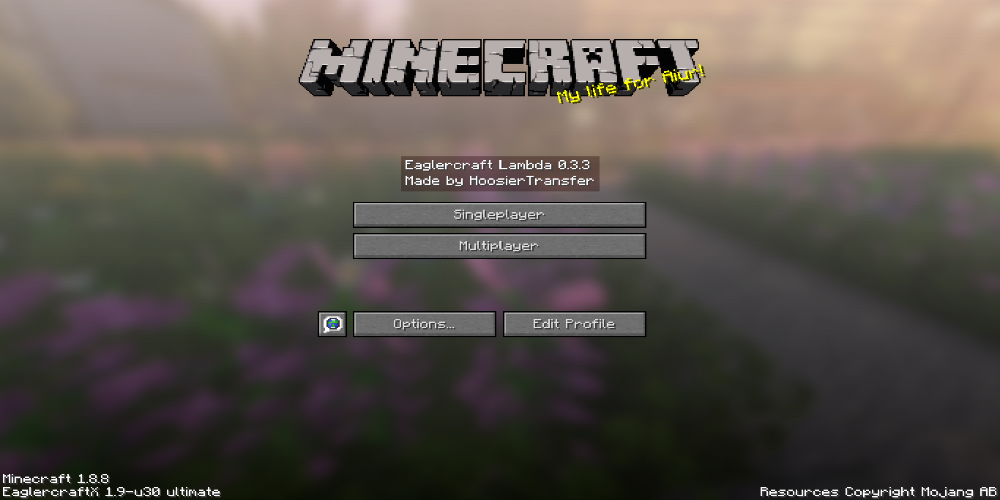 MINECRAFT
My life for Aiur!
Eaglercraft Lambda 0.3.3
Made by HoosierTransfer
Singleplayer
Multiplayer
Options...
Edit Profile
Minecraft 1.8.8
EaglercraftX 1.9-u30 ultimate
Resources Copyright Mojang AB